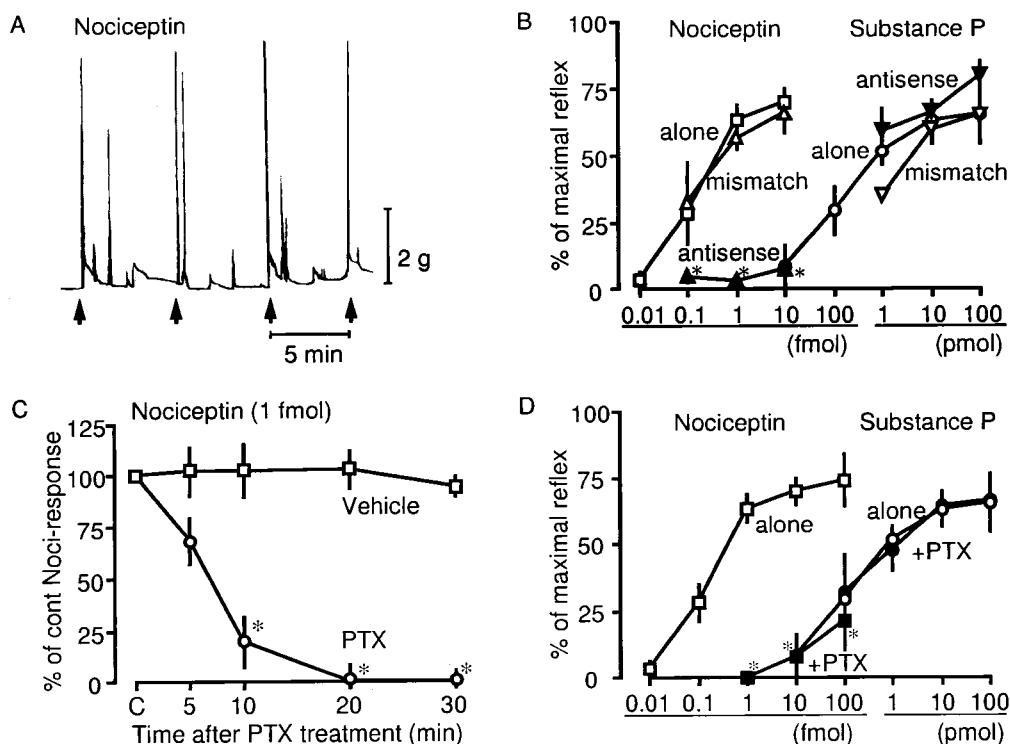 A
Nociceptin
2 g
5 min
B
Nociceptin
Substance P
% of maximal reflex
100
75
50
25
0
alone
mismatch
antisense
*
*
*
antisense
alone
mismatch
0.01 0.1 1 10 100 1 10 100
(fmol) (pmol)
C
Nociceptin (1 fmol)
% of cont Noci-response
125
100
75
50
25
0
Vehicle
PTX
*
*
*
C 5 10 20 30
Time after PTX treatment (min)
D
Nociceptin
Substance P
% of maximal reflex
100
75
50
25
0
alone
alone
+PTX
*
*
*
+PTX
0.01 0.1 1 10 100 1 10 100
(fmol) (pmol)